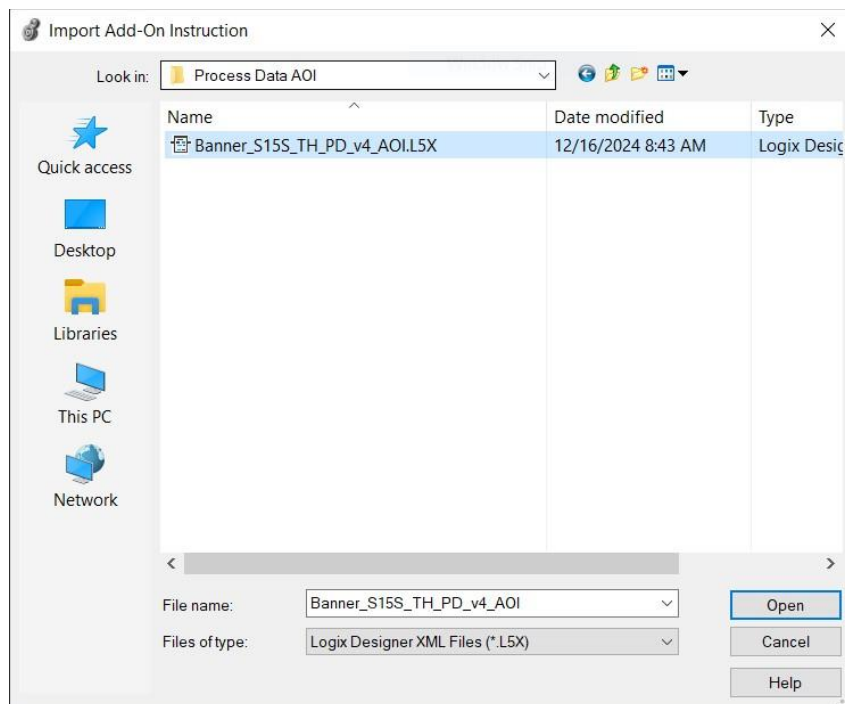 Import Add-On Instruction
Look in: Process Data AOI
Name Date modified Type
Banner_S15S_TH_PD_v4_AOI.L5X 12/16/2024 8:43 AM Logix Desig
Quick access
Desktop
Libraries
This PC
Network
File name: Banner_S15S_TH_PD_v4_AOI Open
Files of type: Logix Designer XML Files (*.L5X) Cancel
Help